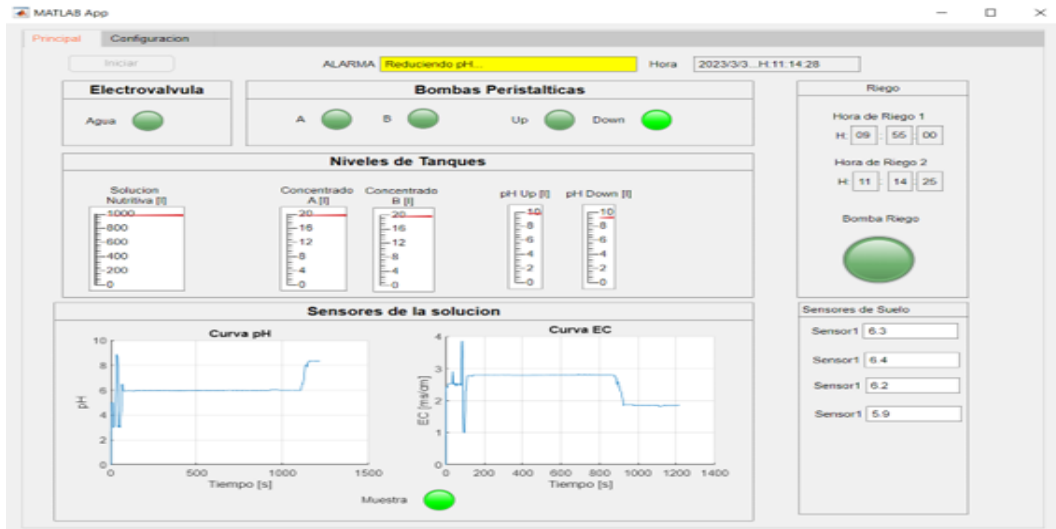 MATLAB App
Principal Configuracion
Iniciar ALARMA Reduciendo pH... Hora 2023/3/3...H:11:14:28
Electrovalvula
Agua
Bombas Peristalticas
A B Up Down
Niveles de Tanques
Solucion
Nutritiva [l]
1000
800
600
400
200
0
Concentrado
A [l]
20
16
12
8
4
0
Concentrado
B [l]
20
16
12
8
4
0
pH Up [l]
10
8
6
4
2
0
pH Down [l]
10
8
6
4
2
0
Riego
Hora de Riego 1
H: 09 : 55 : 00
Hora de Riego 2
H: 11 : 14 : 25
Bomba Riego
Sensores de la solucion
Curva pH
pH
10
8
6
4
2
0
0 500 1000 1500
Tiempo [s]
Curva EC
EC [ms/cm]
4
3
2
1
0
0 200 400 600 800 1000 1200 1400
Tiempo [s]
Muestra
Sensores de Suelo
Sensor1 6.3
Sensor1 6.4
Sensor1 6.2
Sensor1 5.9